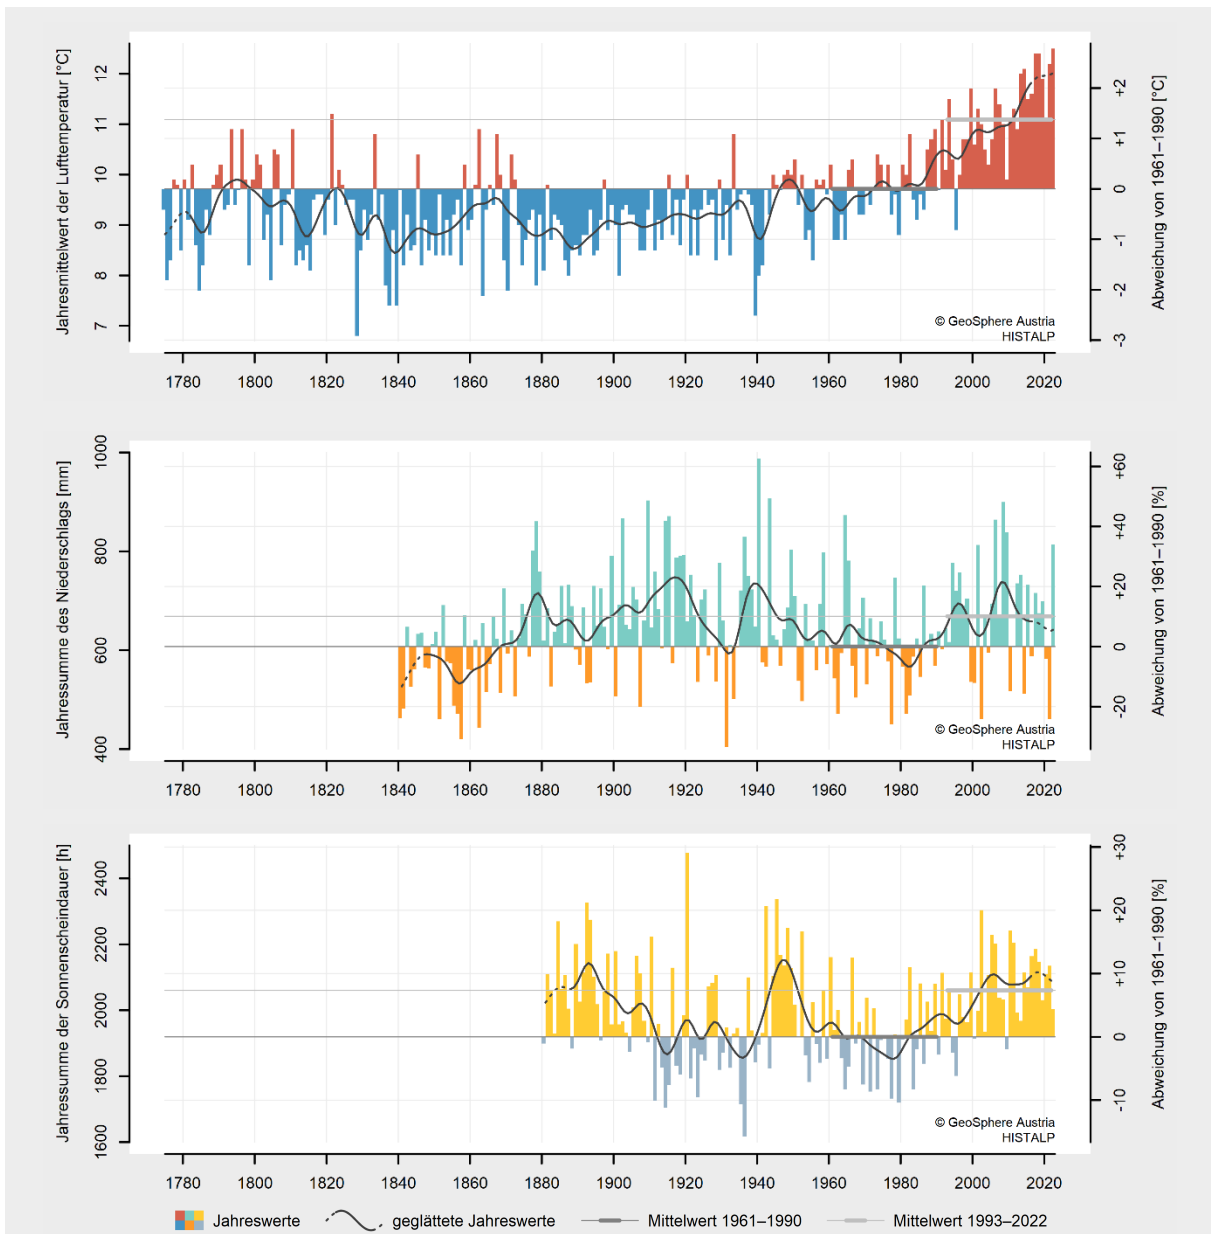 Jahresmittelwert der Lufttemperatur [°C]
12
11
10
9
8
7
+2
+1
0
-1
-2
-3
Abweichung von 1961–1990 [°C]
© GeoSphere Austria
HISTALP
1780 1800 1820 1840 1860 1880 1900 1920 1940 1960 1980 2000 2020
Jahressumme des Niederschlags [mm]
1000
800
600
400
+60
+40
+20
0
-20
Abweichung von 1961–1990 [%]
© GeoSphere Austria
HISTALP
1780 1800 1820 1840 1860 1880 1900 1920 1940 1960 1980 2000 2020
Jahressumme der Sonnenscheindauer [h]
2400
2200
2000
1800
1600
+30
+20
+10
0
-10
Abweichung von 1961–1990 [%]
© GeoSphere Austria
HISTALP
1780 1800 1820 1840 1860 1880 1900 1920 1940 1960 1980 2000 2020
Jahreswerte geglättete Jahreswerte Mittelwert 1961–1990 Mittelwert 1993–2022